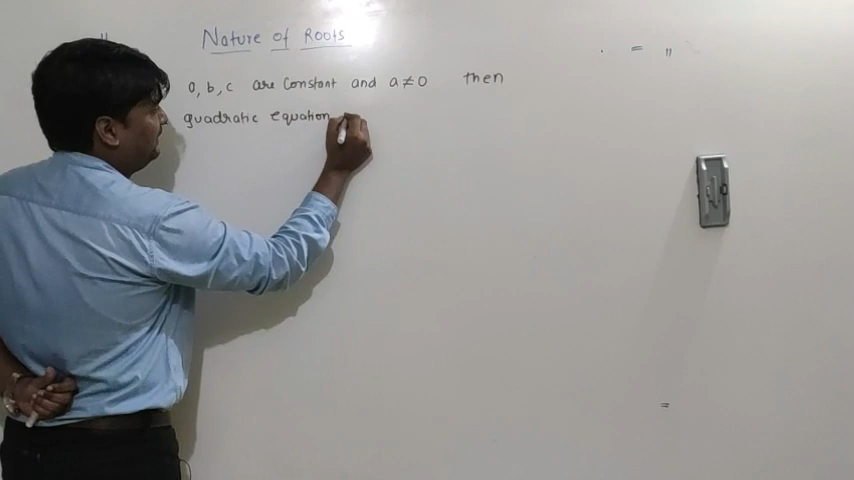 Nature of Roots
a, b, c are Constant and a ≠ 0 then
quadratic equation